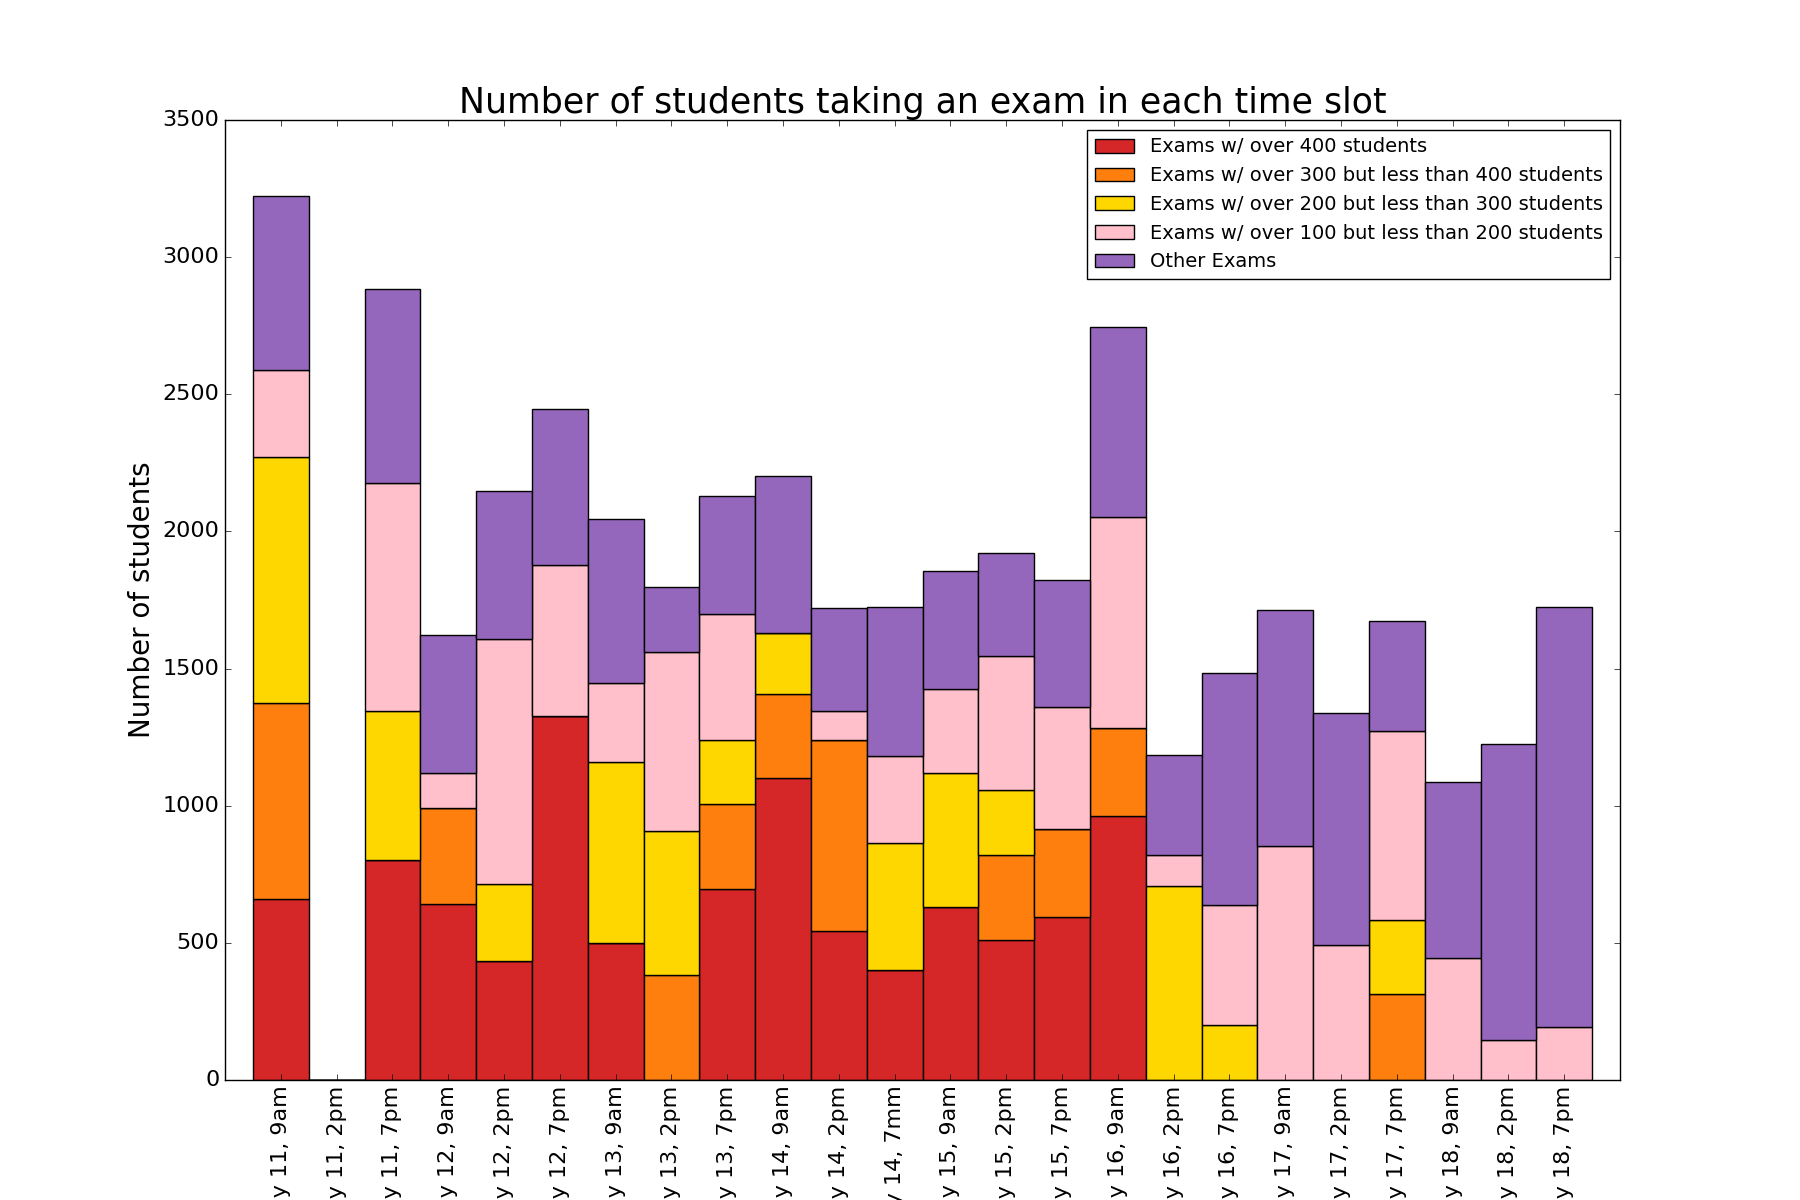 Number of students taking an exam in each time slot
Exams w/ over 400 students
Exams w/ over 300 but less than 400 students
Exams w/ over 200 but less than 300 students
Exams w/ over 100 but less than 200 students
Other Exams
Number of students
3500
3000
2500
2000
1500
1000
500
0
y 11, 9am
y 11, 2pm
y 11, 7pm
y 12, 9am
y 12, 2pm
y 12, 7pm
y 13, 9am
y 13, 2pm
y 13, 7pm
y 14, 9am
y 14, 2pm
y 14, 7mm
y 15, 9am
y 15, 2pm
y 15, 7pm
y 16, 9am
y 16, 2pm
y 16, 7pm
y 17, 9am
y 17, 2pm
y 17, 7pm
y 18, 9am
y 18, 2pm
y 18, 7pm